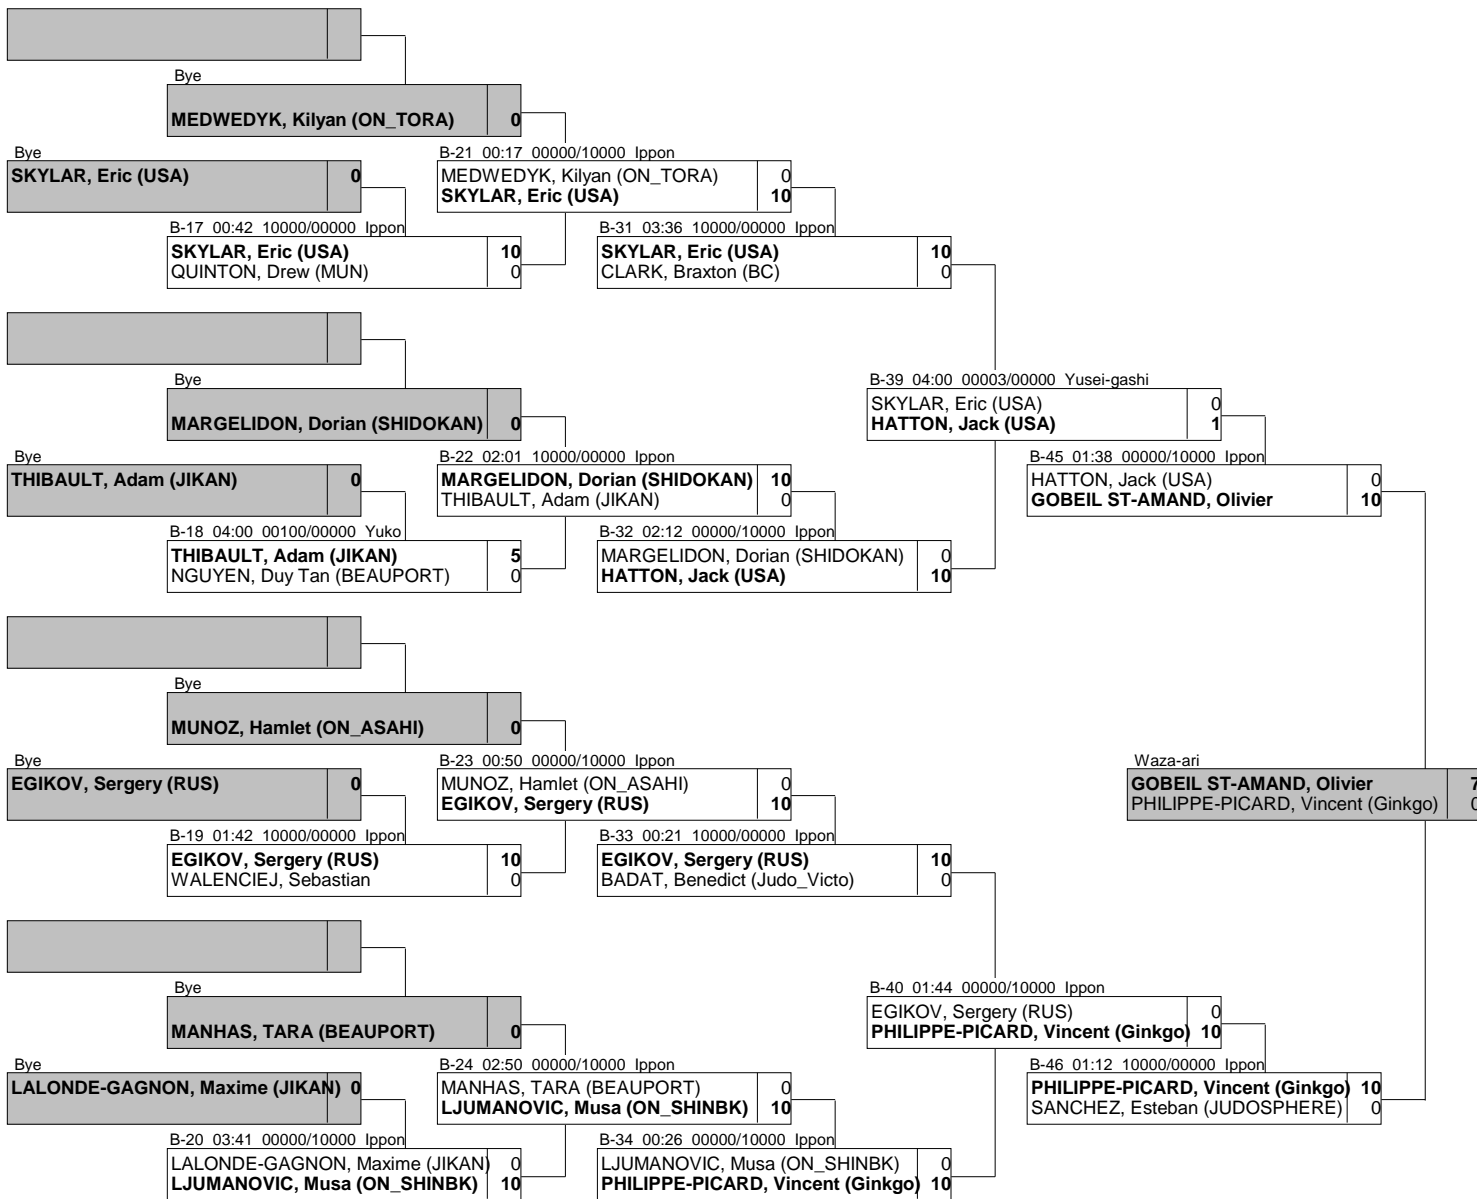 Bye
MEDWEDYK, Kilyan (ON_TORA) 0
Bye
SKYLAR, Eric (USA) 0
B-21 00:17 00000/10000 Ippon
MEDWEDYK, Kilyan (ON_TORA) 0
SKYLAR, Eric (USA) 10
B-17 00:42 10000/00000 Ippon
SKYLAR, Eric (USA) 10
QUINTON, Drew (MUN) 0
B-31 03:36 10000/00000 Ippon
SKYLAR, Eric (USA) 10
CLARK, Braxton (BC) 0
Bye
MARGELIDON, Dorian (SHIDOKAN) 0
B-39 04:00 00003/00000 Yusei-gashi
SKYLAR, Eric (USA) 0
HATTON, Jack (USA) 1
Bye
THIBAULT, Adam (JIKAN) 0
B-22 02:01 10000/00000 Ippon
MARGELIDON, Dorian (SHIDOKAN) 10
THIBAULT, Adam (JIKAN) 0
B-45 01:38 00000/10000 Ippon
HATTON, Jack (USA) 0
GOBEIL ST-AMAND, Olivier 10
B-18 04:00 00100/00000 Yuko
THIBAULT, Adam (JIKAN) 5
NGUYEN, Duy Tan (BEAUPORT) 0
B-32 02:12 00000/10000 Ippon
MARGELIDON, Dorian (SHIDOKAN) 0
HATTON, Jack (USA) 10
Bye
MUNOZ, Hamlet (ON_ASAHI) 0
Bye
EGIKOV, Sergery (RUS) 0
B-23 00:50 00000/10000 Ippon
MUNOZ, Hamlet (ON_ASAHI) 0
EGIKOV, Sergery (RUS) 10
Waza-ari
GOBEIL ST-AMAND, Olivier 7
PHILIPPE-PICARD, Vincent (Ginkgo) 0
B-19 01:42 10000/00000 Ippon
EGIKOV, Sergery (RUS) 10
WALENCIEJ, Sebastian 0
B-33 00:21 10000/00000 Ippon
EGIKOV, Sergery (RUS) 10
BADAT, Benedict (Judo_Victo) 0
Bye
MANHAS, TARA (BEAUPORT) 0
B-40 01:44 00000/10000 Ippon
EGIKOV, Sergery (RUS) 0
PHILIPPE-PICARD, Vincent (Ginkgo) 10
Bye
LALONDE-GAGNON, Maxime (JIKAN) 0
B-24 02:50 00000/10000 Ippon
MANHAS, TARA (BEAUPORT) 0
LJUMANOVIC, Musa (ON_SHINBK) 10
B-46 01:12 10000/00000 Ippon
PHILIPPE-PICARD, Vincent (Ginkgo) 10
SANCHEZ, Esteban (JUDOSPHERE) 0
B-20 03:41 00000/10000 Ippon
LALONDE-GAGNON, Maxime (JIKAN) 0
LJUMANOVIC, Musa (ON_SHINBK) 10
B-34 00:26 00000/10000 Ippon
LJUMANOVIC, Musa (ON_SHINBK) 0
PHILIPPE-PICARD, Vincent (Ginkgo) 10